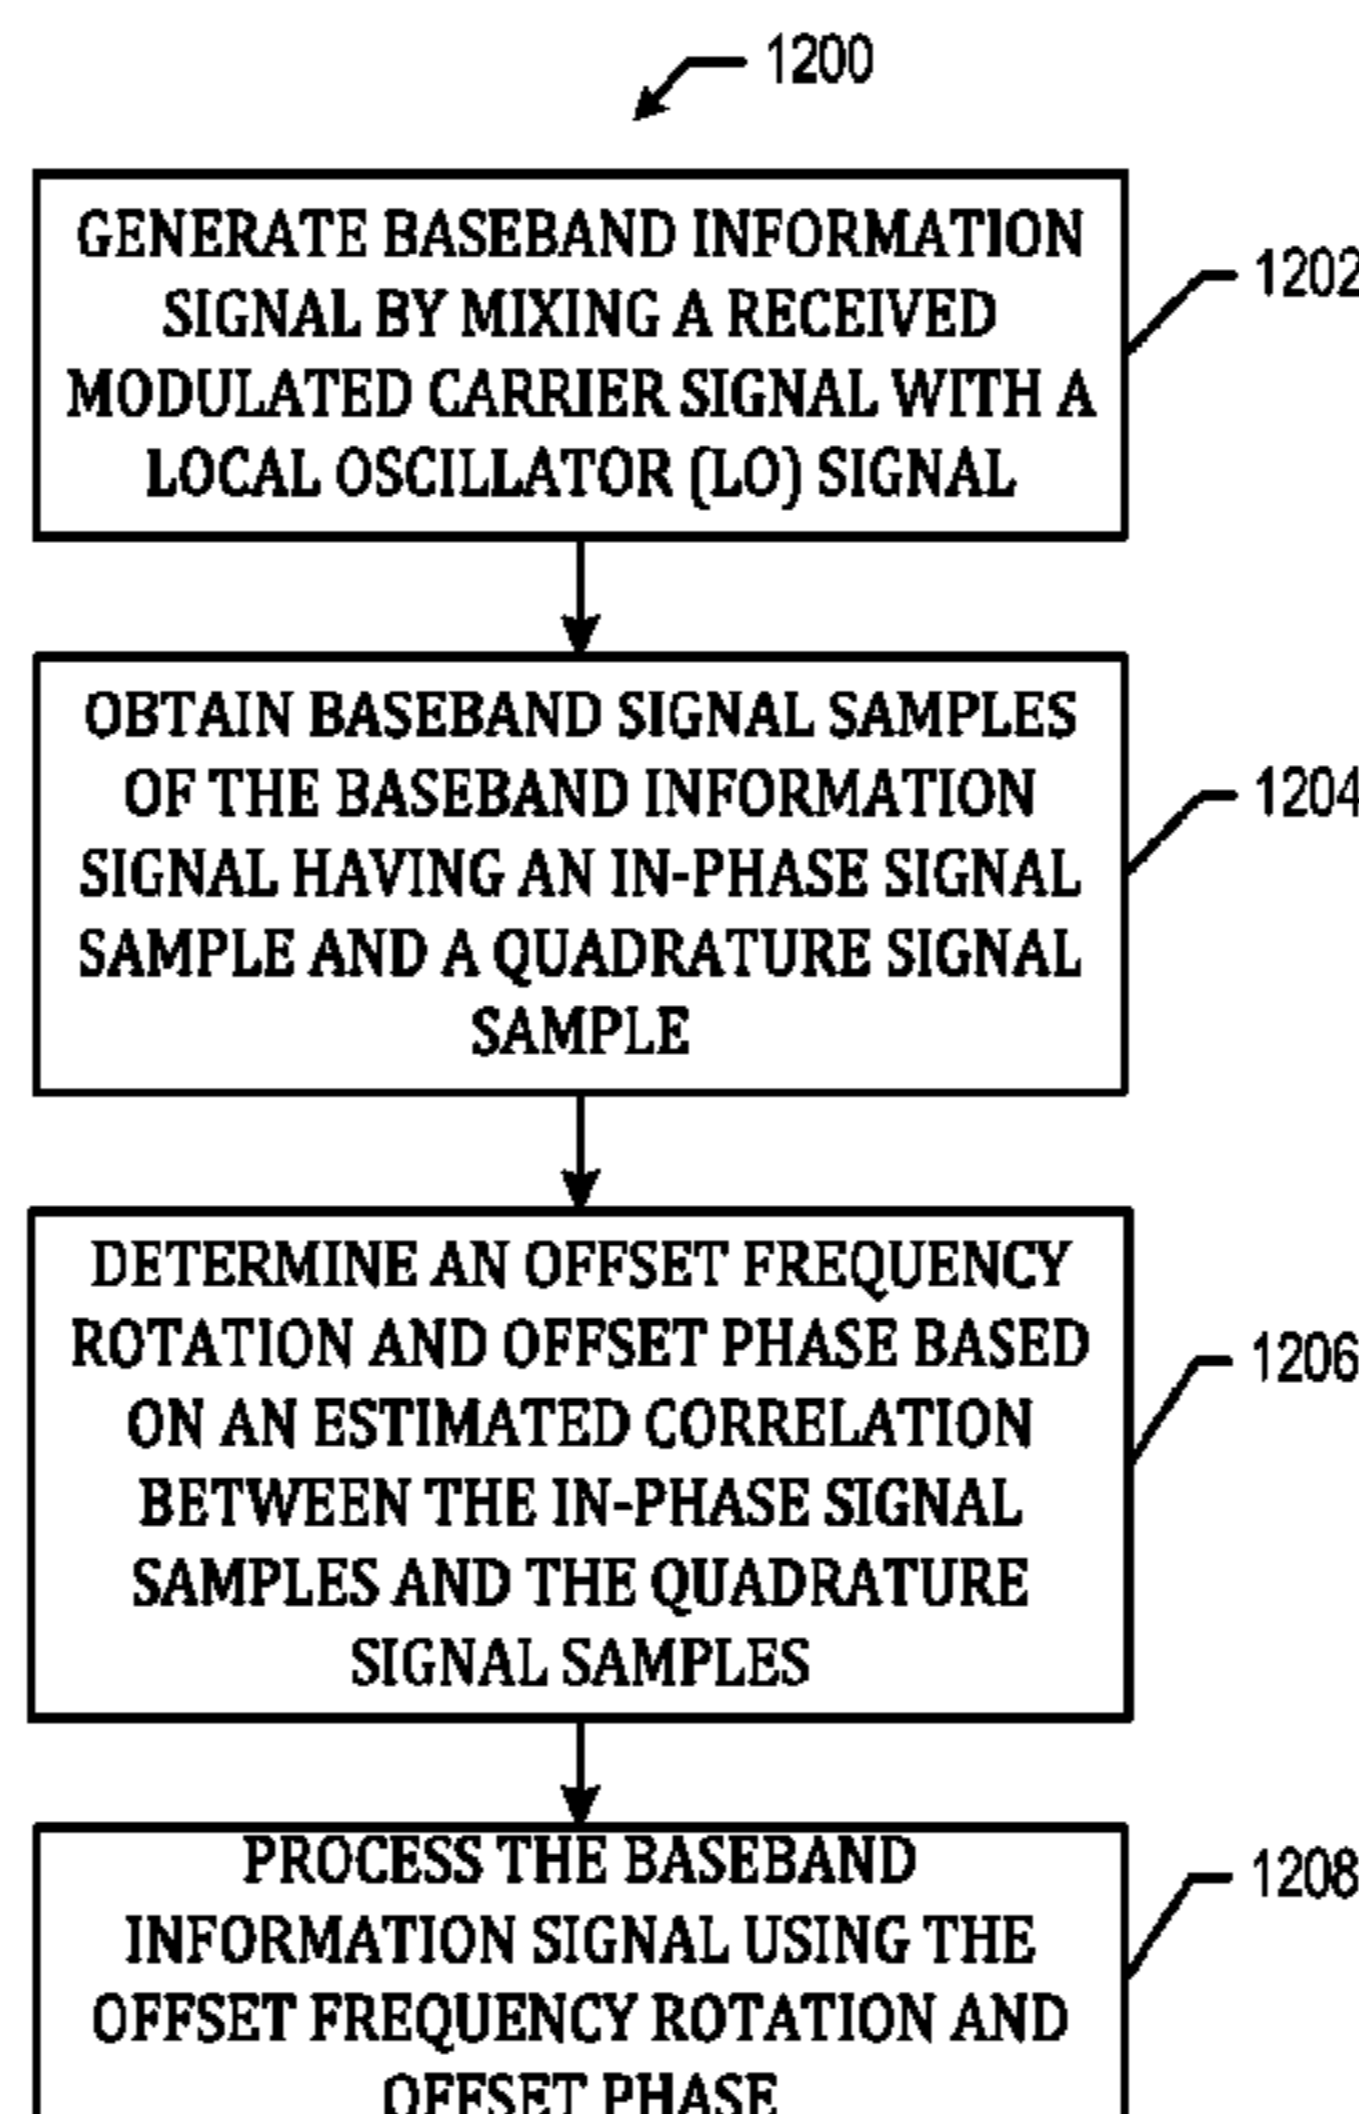 1200
GENERATE BASEBAND INFORMATION
SIGNAL BY MIXING A RECEIVED
MODULATED CARRIER SIGNAL WITH A
LOCAL OSCILLATOR (LO) SIGNAL
1202
OBTAIN BASEBAND SIGNAL SAMPLES
OF THE BASEBAND INFORMATION
SIGNAL HAVING AN IN-PHASE SIGNAL
SAMPLE AND A QUADRATURE SIGNAL
SAMPLE
1204
DETERMINE AN OFFSET FREQUENCY
ROTATION AND OFFSET PHASE BASED
ON AN ESTIMATED CORRELATION
BETWEEN THE IN-PHASE SIGNAL
SAMPLES AND THE QUADRATURE
SIGNAL SAMPLES
1206
PROCESS THE BASEBAND
INFORMATION SIGNAL USING THE
OFFSET FREQUENCY ROTATION AND
OFFSET PHASE
1208